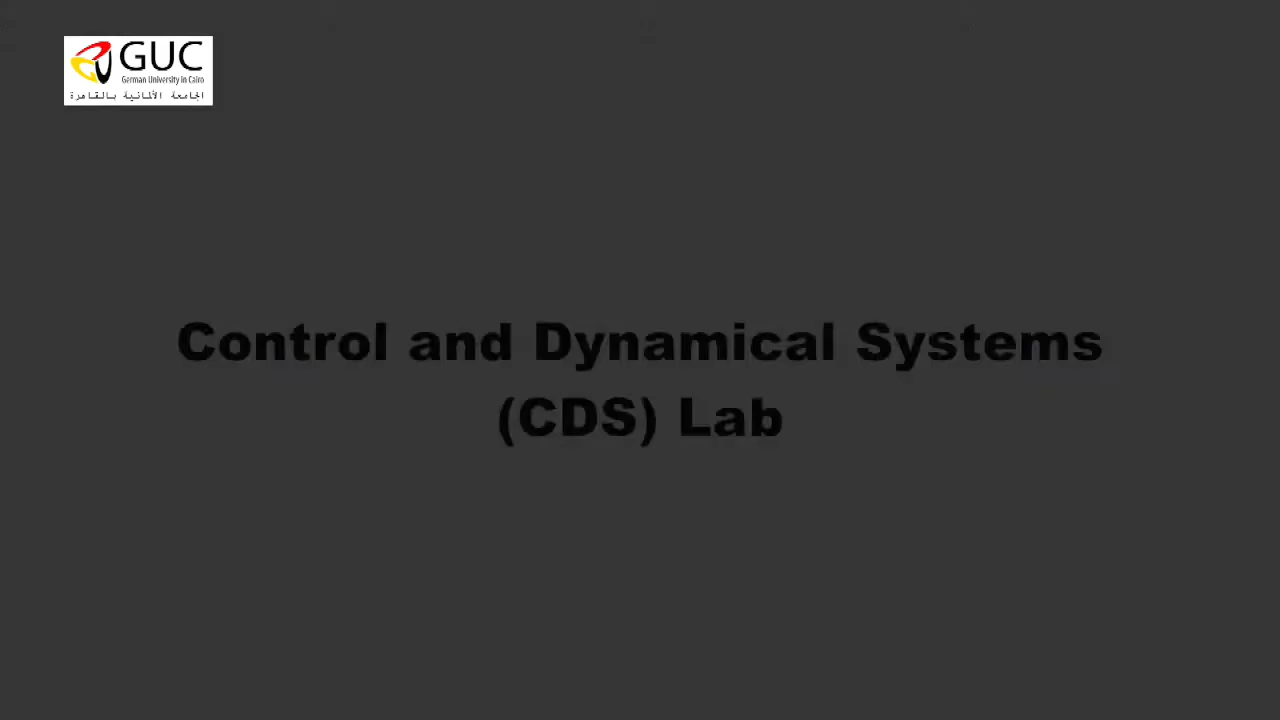 GUC
German University in Cairo
الجامعة الألمانية بالقاهرة
Control and Dynamical Systems
(CDS) Lab